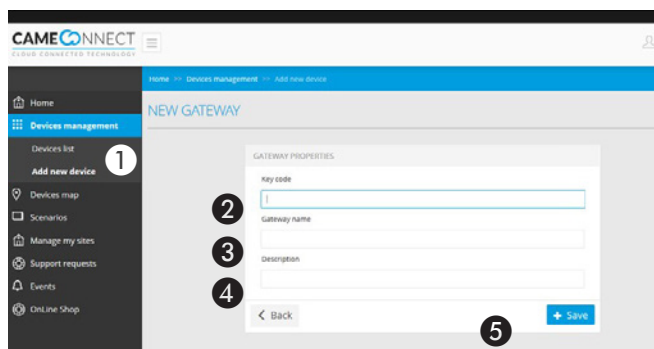 CAME CONNECT
CLOUD CONNECTED TECHNOLOGY
Home >> Devices management >> Add new device
Home
NEW GATEWAY
Devices management
Devices list
1
Add new device
Devices map
Scenarios
Manage my sites
Support requests
Events
OnLine Shop
GATEWAY PROPERTIES
Key code
2
Gateway name
3
Description
4
Back
+ Save
5